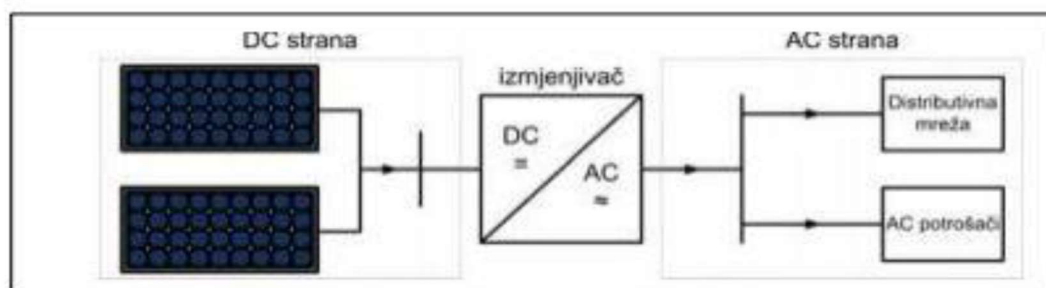 DC strana
AC strana
izmjenjivač
DC
=
AC
≈
Distributivna
mreža
AC potrošači